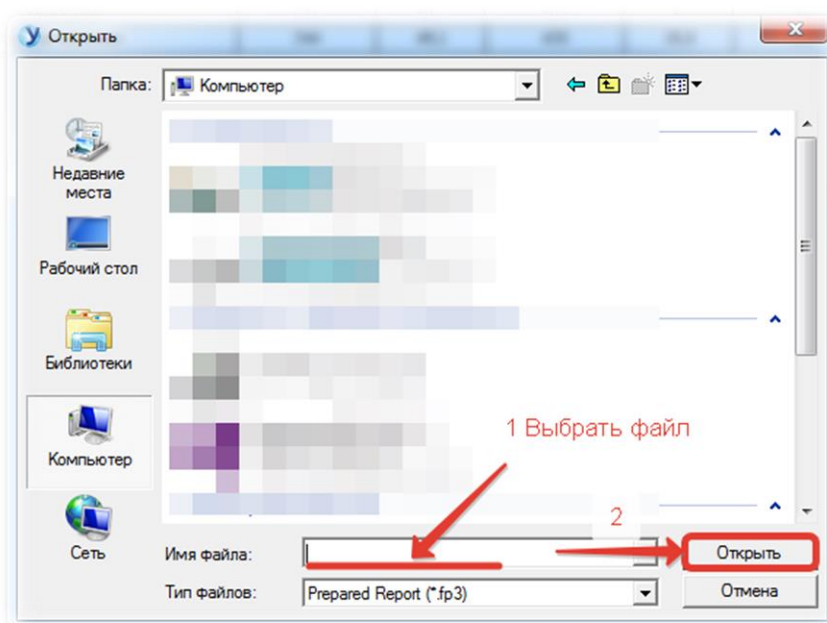 Открыть
Папка:
Компьютер
Недавние
места
Рабочий стол
Библиотеки
Компьютер
Сеть
1 Выбрать файл
2
Имя файла:
Открыть
Тип файлов:
Prepared Report (*.fp3)
Отмена